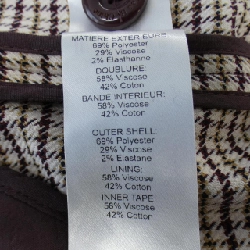 MATIERE EXTERIEURE:
69% Polyester
29% Viscose
2% Elasthanne
DOUBLURE:
58% Viscose
42% Coton
BANDE INTERIEUR:
58% Viscose
42% Coton
OUTER SHELL:
69% Polyester
29% Viscose
2% Elastane
LINING:
58% Viscose
42% Cotton
INNER TAPE
58% Viscose
42% Cotton